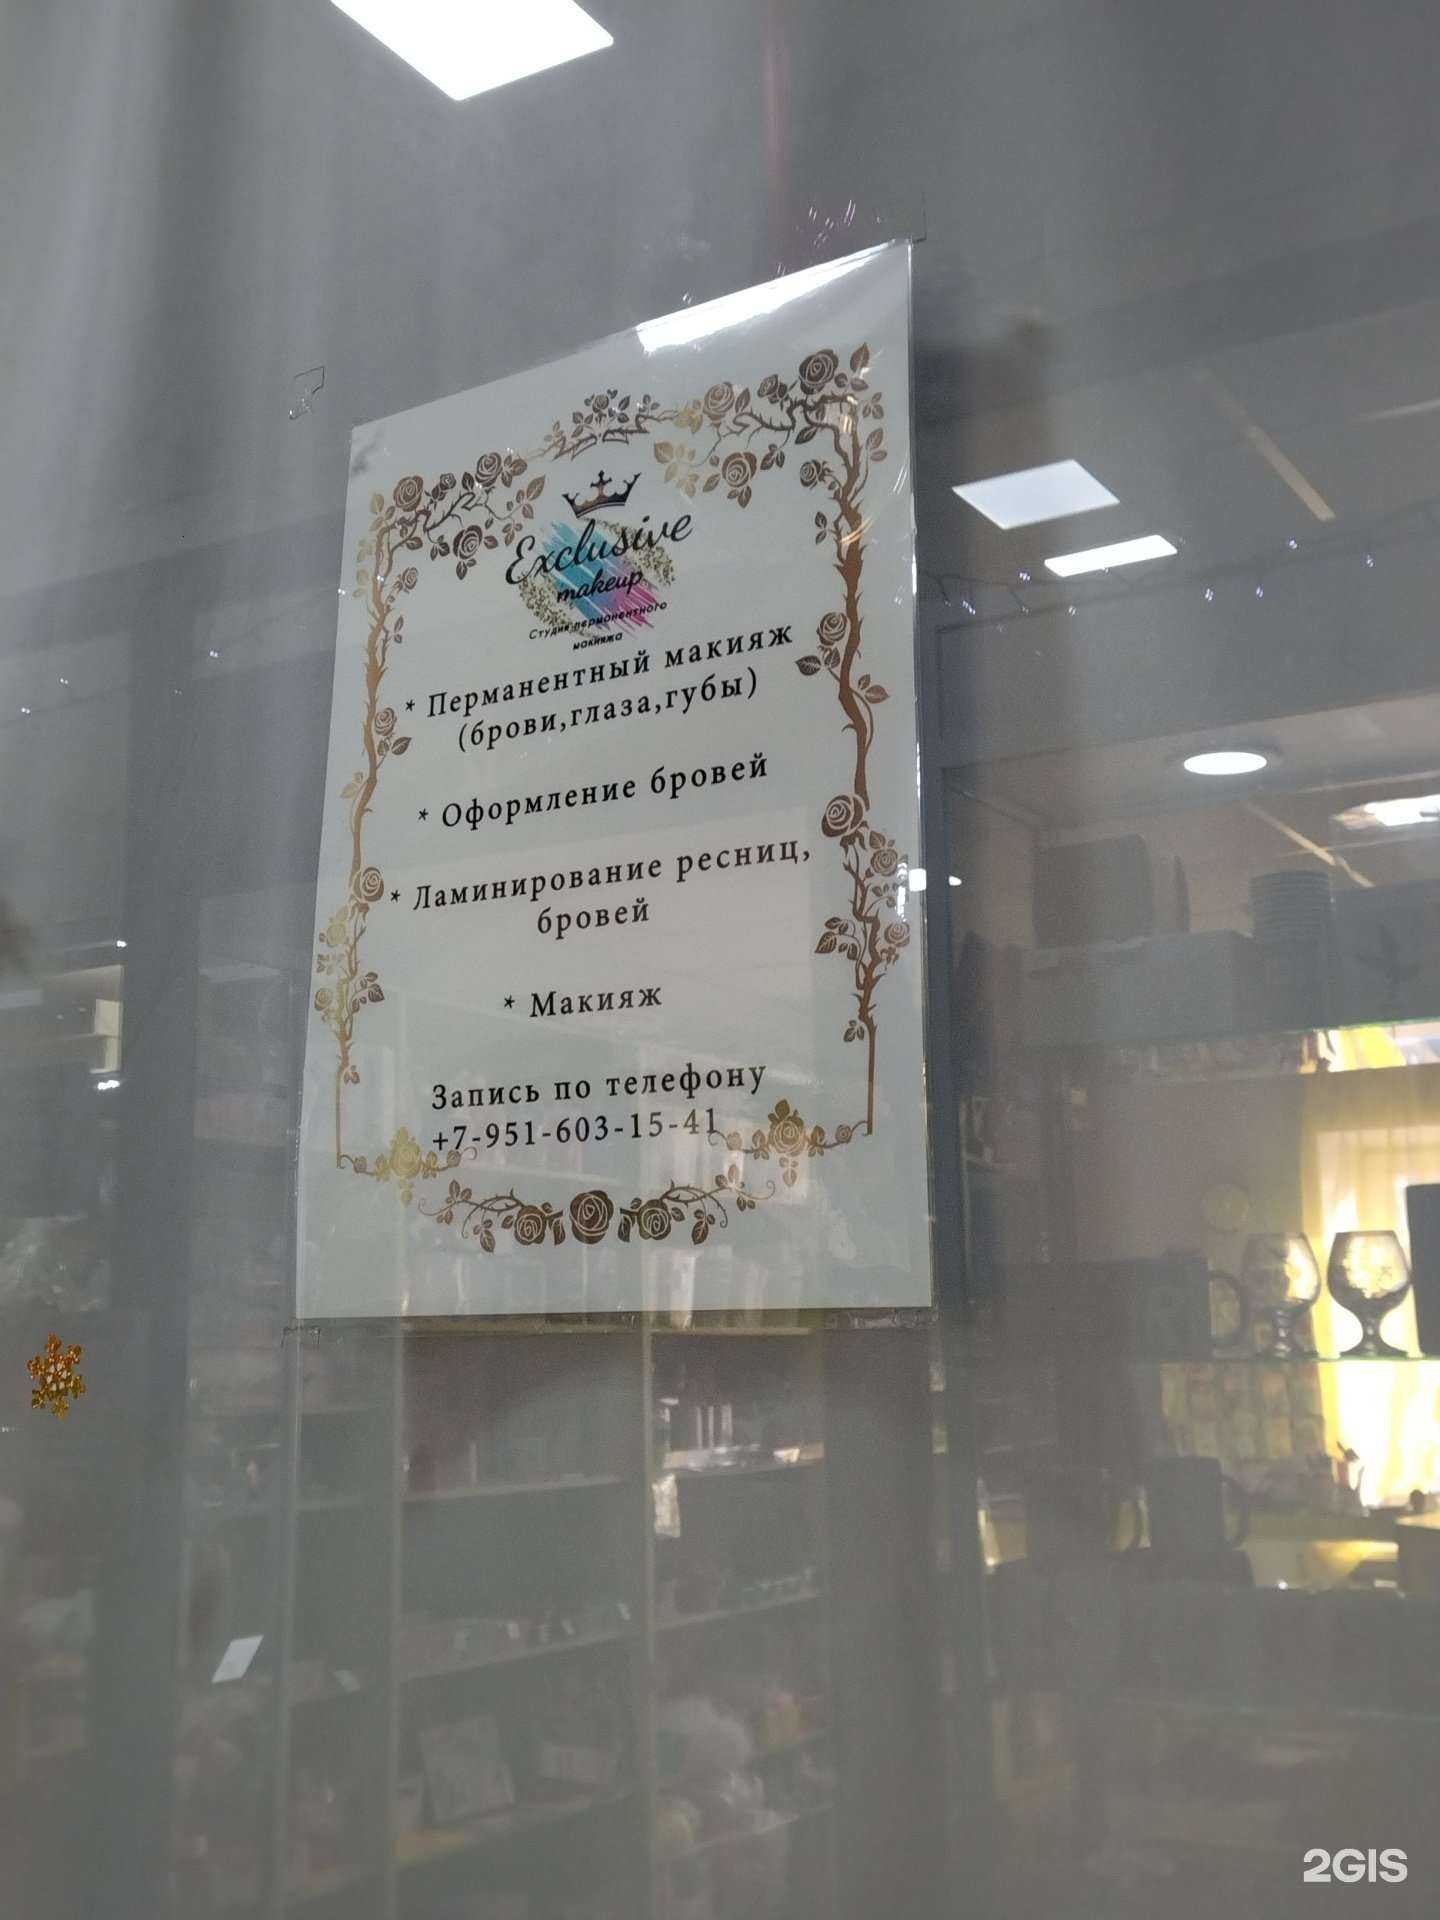 Exclusive
makeup
Студия перманентного
макияжа
* Перманентный макияж
(брови,глаза,губы)
* Оформление бровей
* Ламинирование ресниц,
бровей
* Макияж
Запись по телефону
+7-951-603-15-41
2GIS